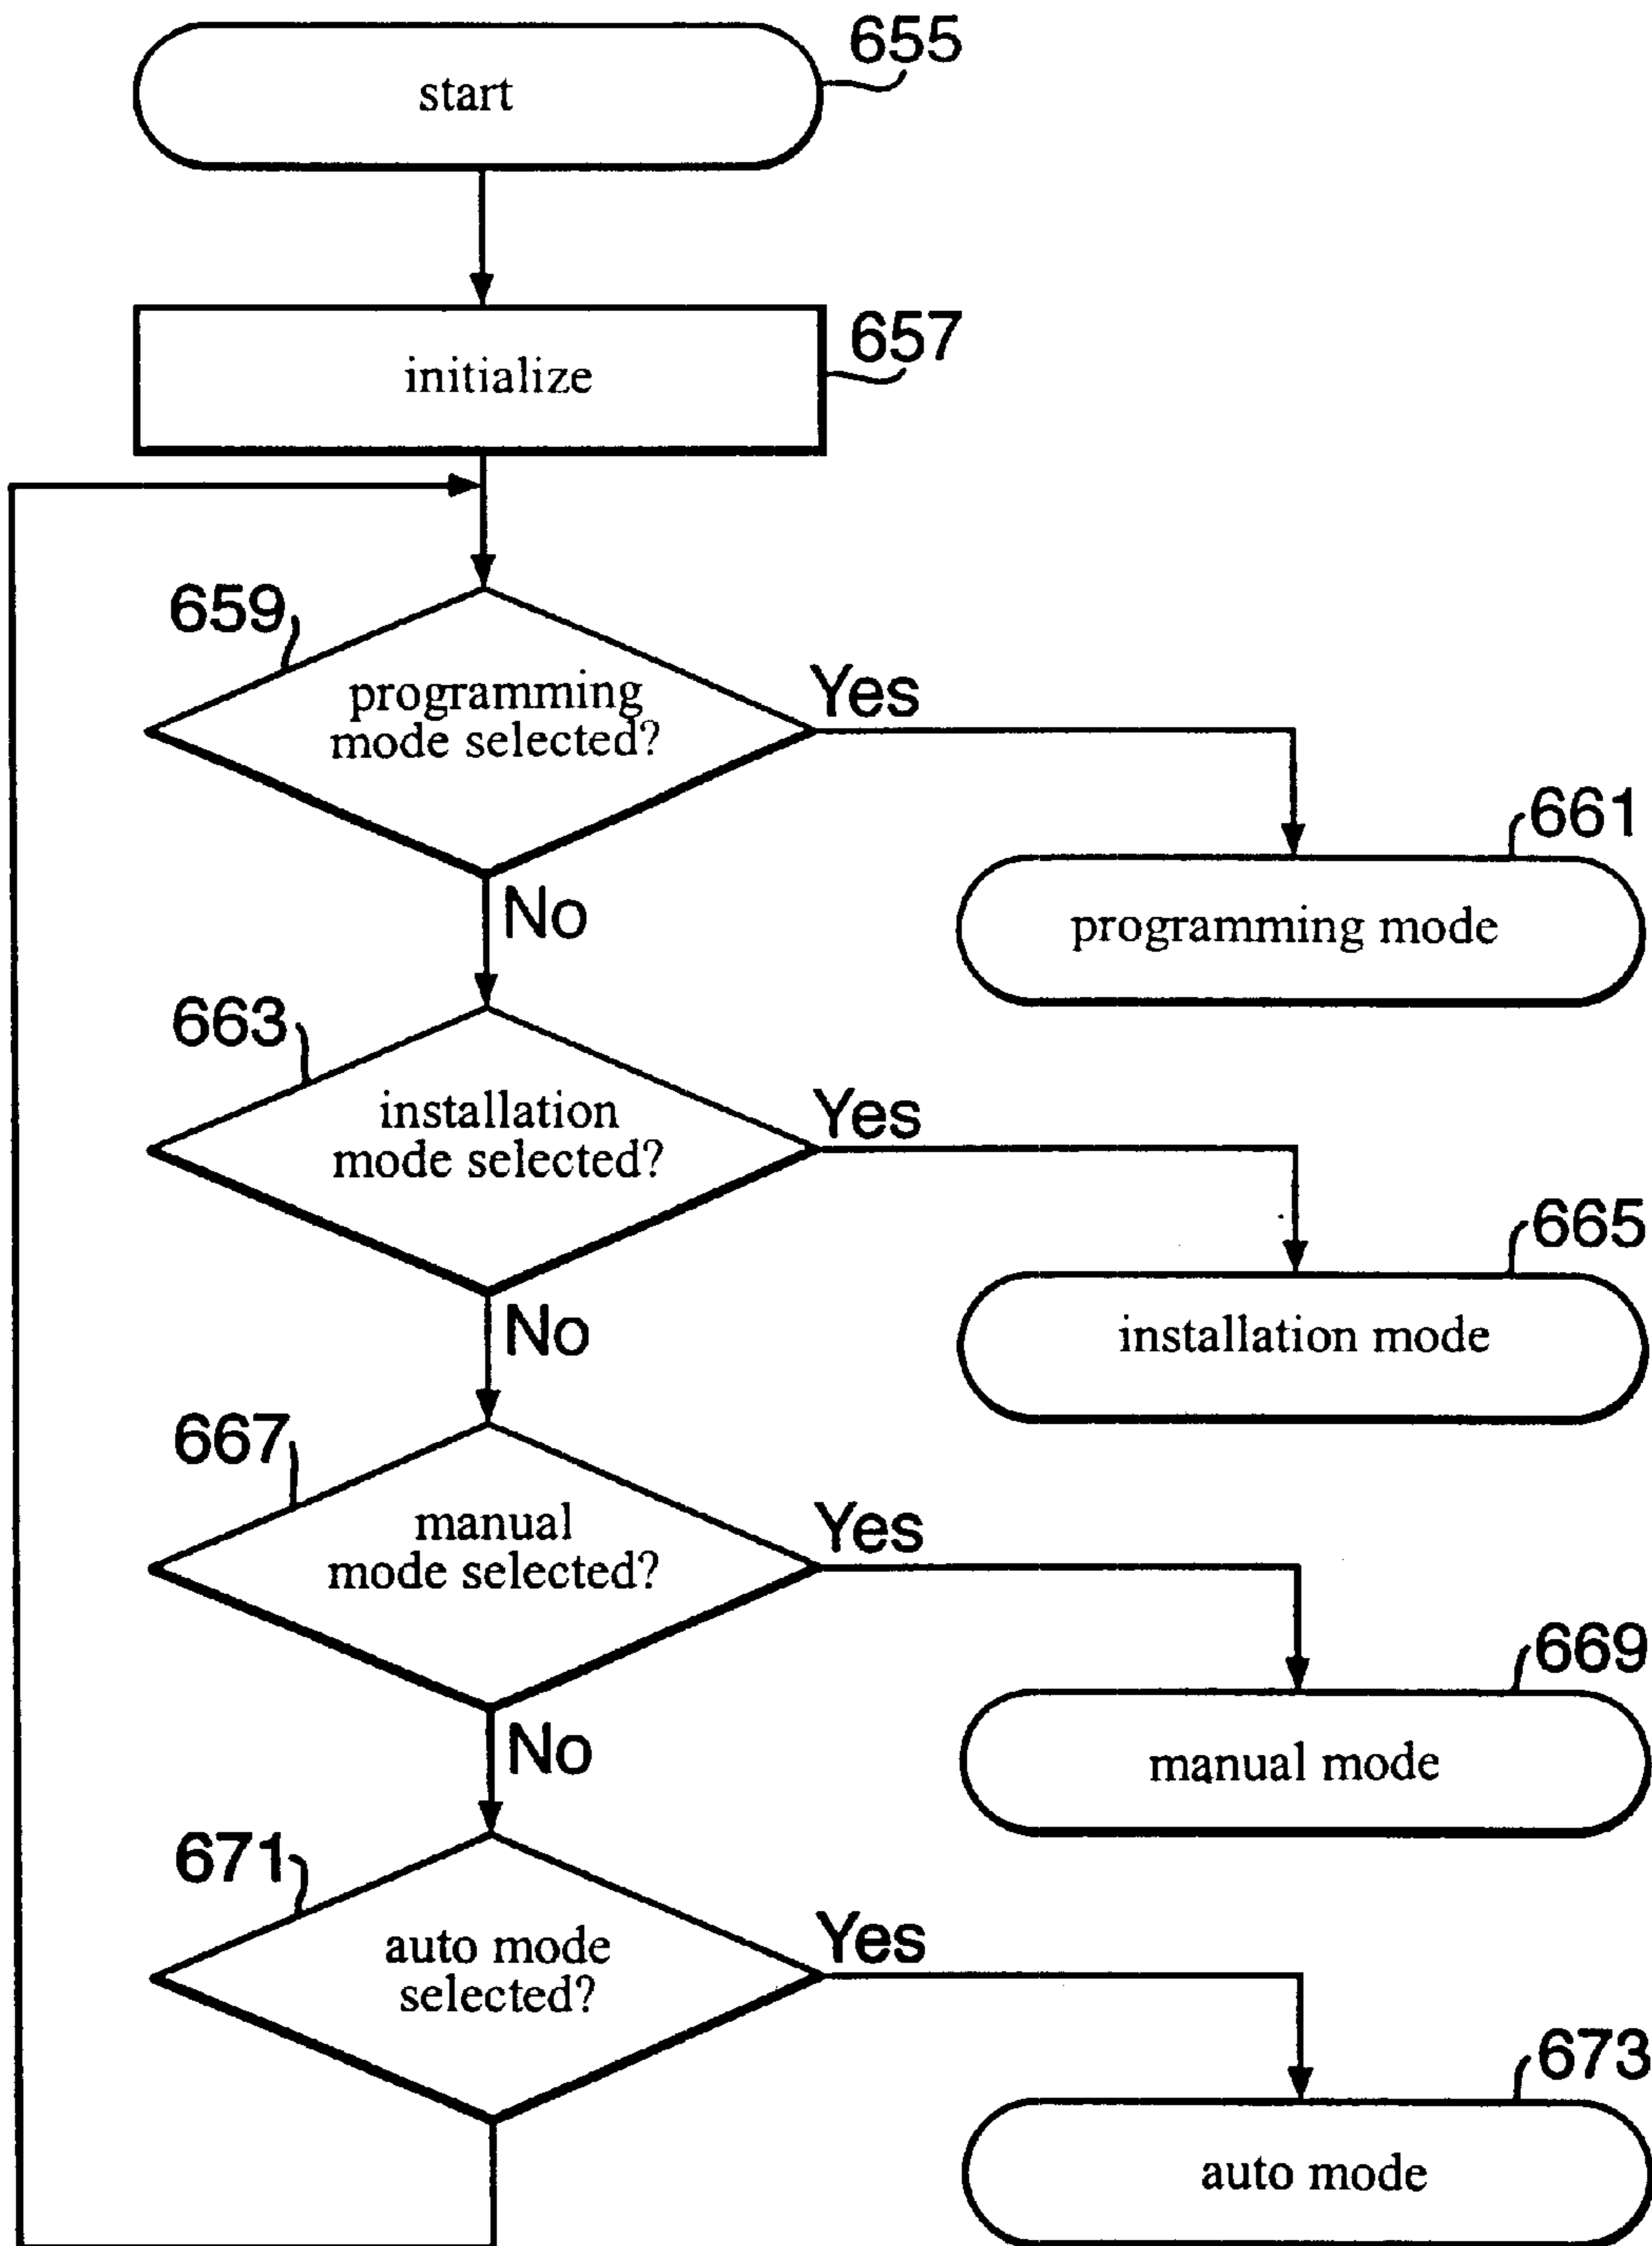 655
start
657
initialize
659
programming
mode selected?
Yes
661
programming mode
No
663
installation
mode selected?
Yes
665
installation mode
No
667
manual
mode selected?
Yes
669
manual mode
No
671
auto mode
selected?
Yes
673
auto mode